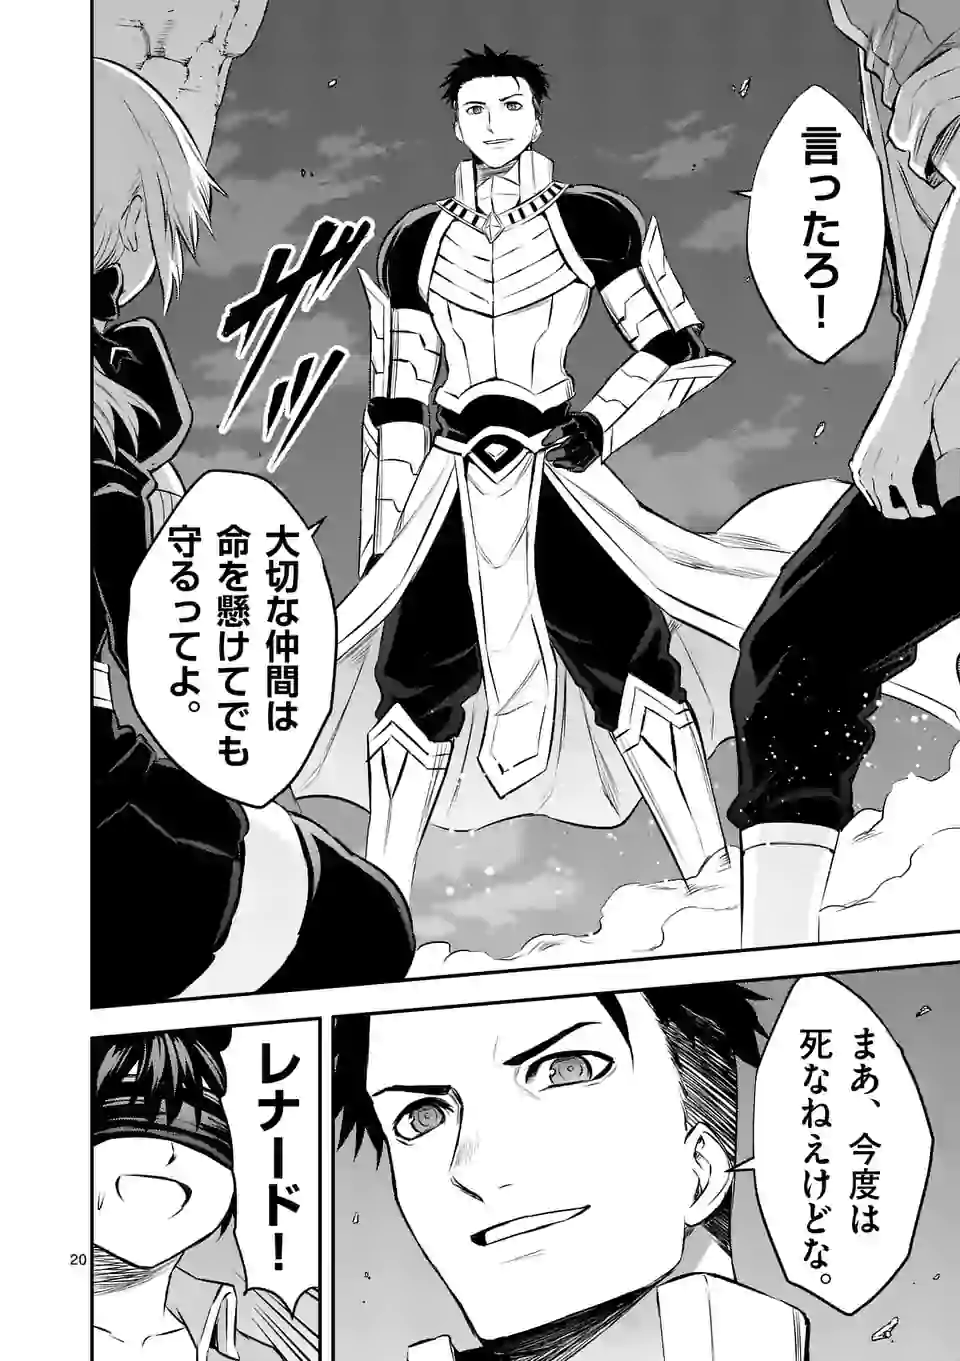 言ったろ！
ザッ
大切な仲間は
命を懸けてでも
守るってよ。
まあ、今度は
死なねえけどな。
レナード！
20